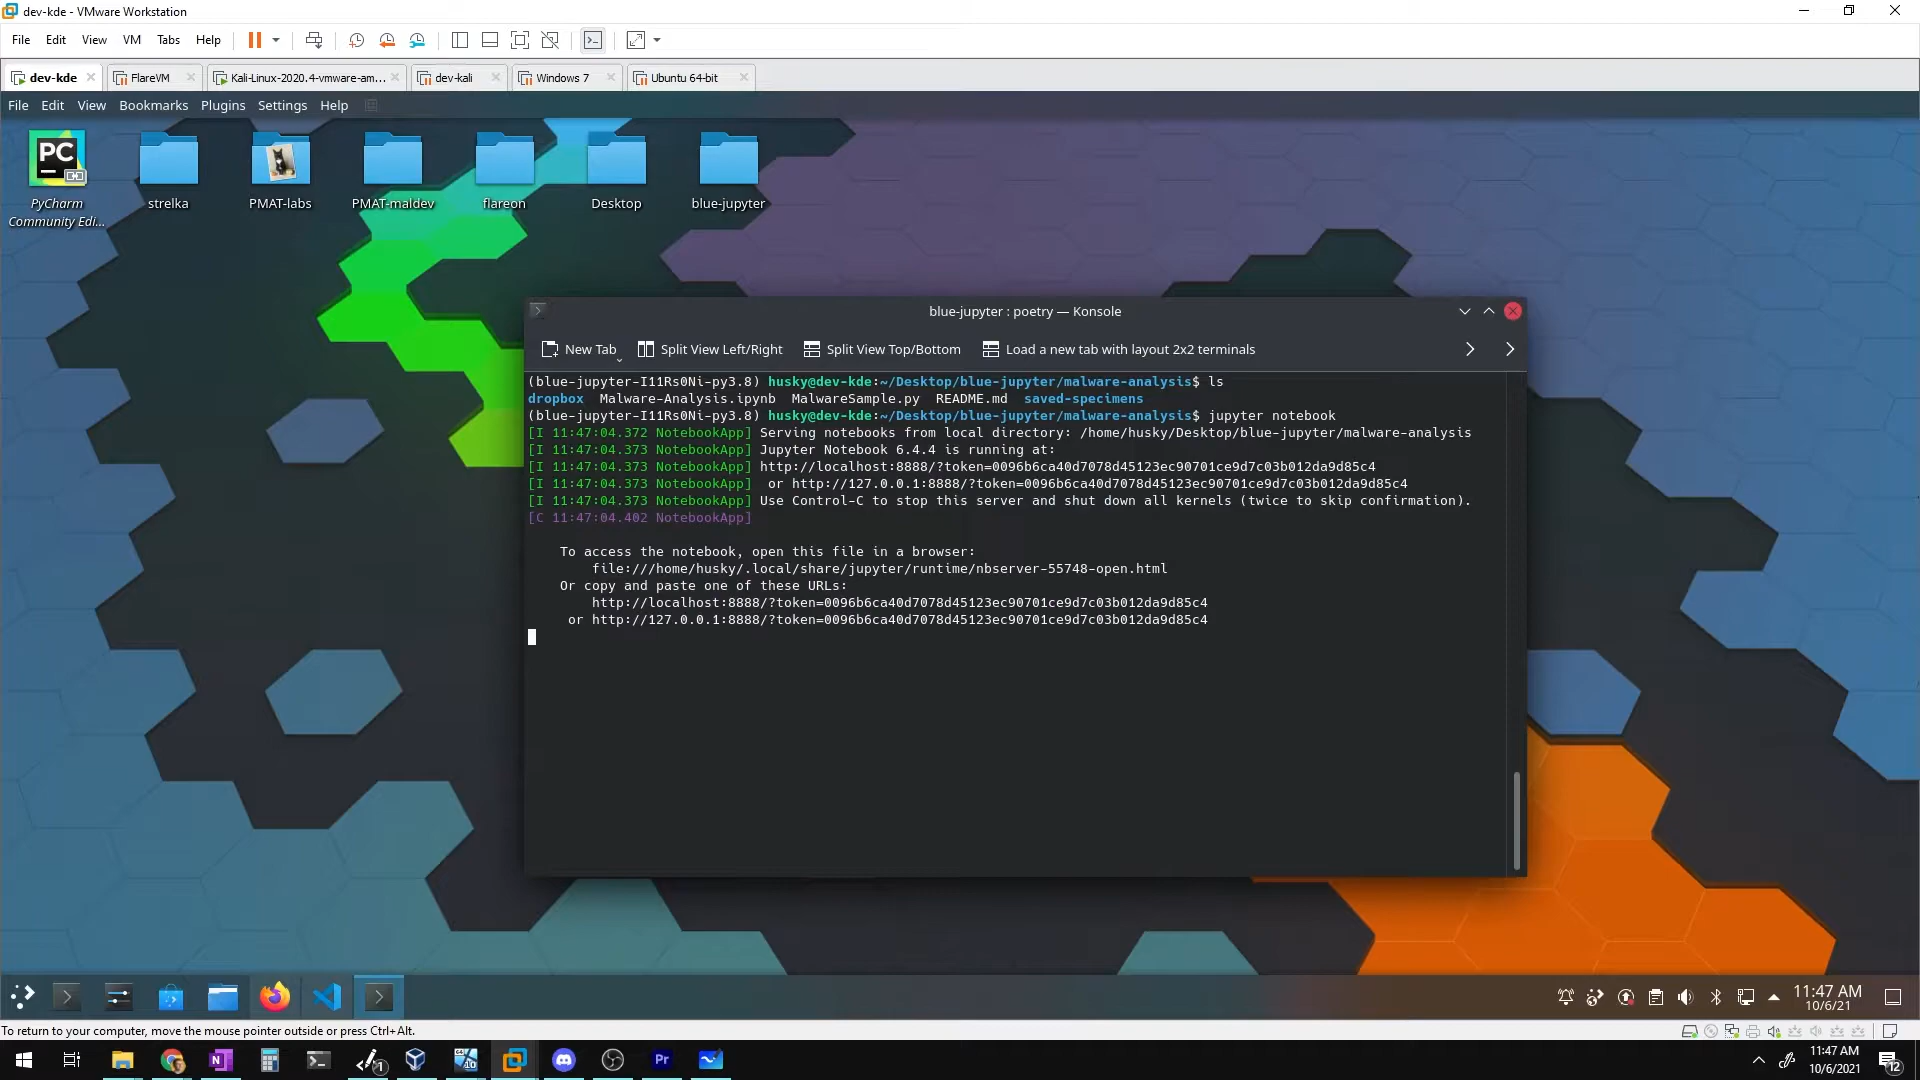 dev-kde - VMware Workstation
File Edit View VM Tabs Help
dev-kde FlareVM Kali-Linux-2020.4-vmware-am... dev-kali Windows 7 Ubuntu 64-bit
File Edit View Bookmarks Plugins Settings Help
PC
PyCharm
Community Edi...
strelka
PMAT-labs
PMAT-maldev
flareon
Desktop
blue-jupyter
blue-jupyter : poetry — Konsole
New Tab Split View Left/Right Split View Top/Bottom Load a new tab with layout 2x2 terminals
(blue-jupyter-I11Rs0Ni-py3.8) husky@dev-kde:~/Desktop/blue-jupyter/malware-analysis$ ls
dropbox Malware-Analysis.ipynb MalwareSample.py README.md saved-specimens
(blue-jupyter-I11Rs0Ni-py3.8) husky@dev-kde:~/Desktop/blue-jupyter/malware-analysis$ jupyter notebook
[I 11:47:04.372 NotebookApp] Serving notebooks from local directory: /home/husky/Desktop/blue-jupyter/malware-analysis
[I 11:47:04.373 NotebookApp] Jupyter Notebook 6.4.4 is running at:
[I 11:47:04.373 NotebookApp] http://localhost:8888/?token=0096b6ca40d7078d45123ec90701ce9d7c03b012da9d85c4
[I 11:47:04.373 NotebookApp]  or http://127.0.0.1:8888/?token=0096b6ca40d7078d45123ec90701ce9d7c03b012da9d85c4
[I 11:47:04.373 NotebookApp] Use Control-C to stop this server and shut down all kernels (twice to skip confirmation).
[C 11:47:04.402 NotebookApp]
To access the notebook, open this file in a browser:
file:///home/husky/.local/share/jupyter/runtime/nbserver-55748-open.html
Or copy and paste one of these URLs:
http://localhost:8888/?token=0096b6ca40d7078d45123ec90701ce9d7c03b012da9d85c4
or http://127.0.0.1:8888/?token=0096b6ca40d7078d45123ec90701ce9d7c03b012da9d85c4
11:47 AM
10/6/21
To return to your computer, move the mouse pointer outside or press Ctrl+Alt.
N
Pr
11:47 AM
10/6/2021
12